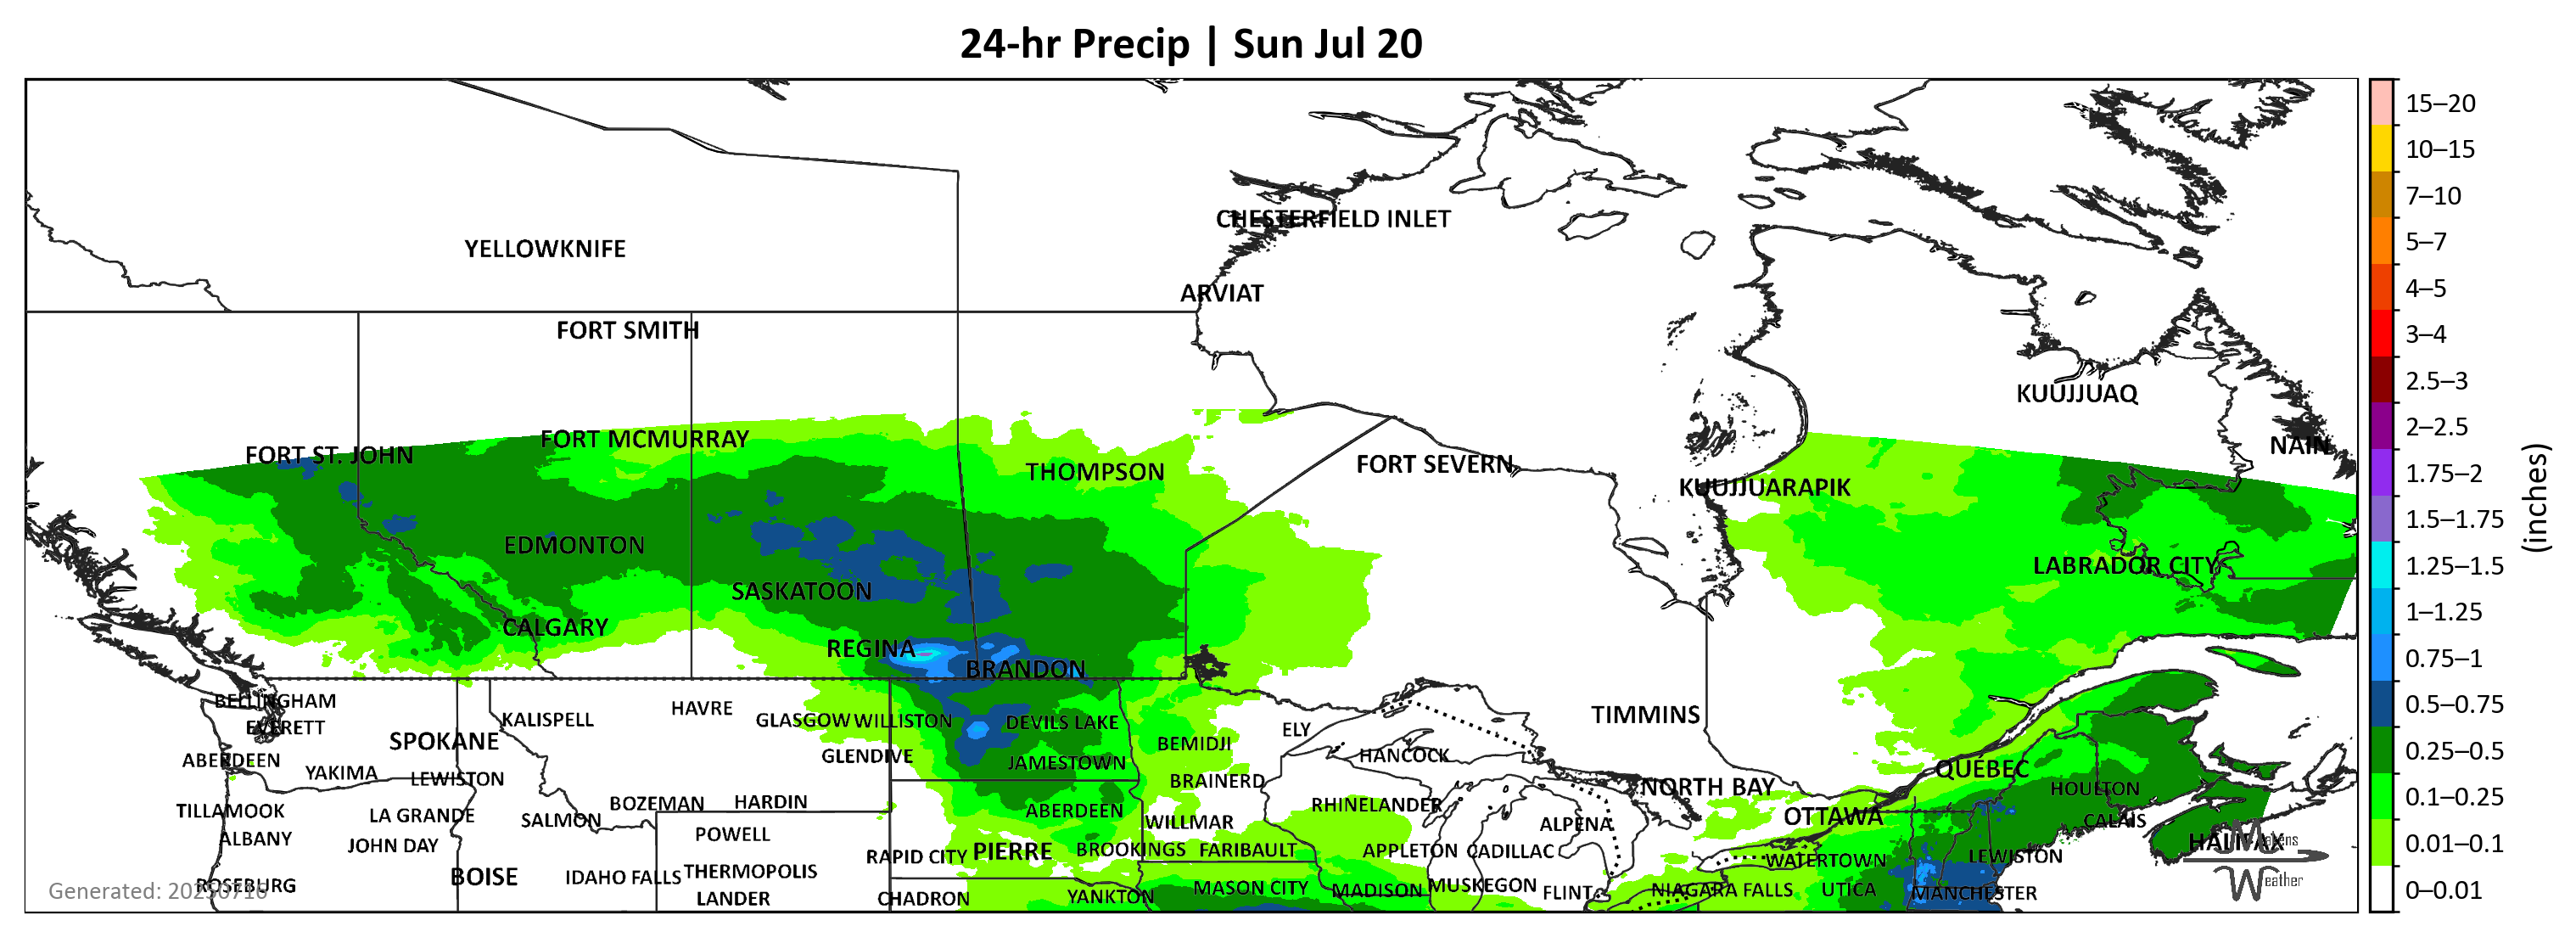 24-hr Precip | Sun Jul 20
CHESTERFIELD INLET
YELLOWKNIFE
ARVIAT
FORT SMITH
KUUJJUAQ
FORT MCMURRAY
NAIN
FORT ST. JOHN
THOMPSON
FORT SEVERN
KUUJJUARAPIK
EDMONTON
LABRADOR CITY
SASKATOON
CALGARY
REGINA
BRANDON
BELLINGHAM
HAVRE
KALISPELL
GLASGOW
WILLISTON
DEVILS LAKE
TIMMINS
EVERETT
ELY
SPOKANE
BEMIDJI
GLENDIVE
HANCOCK
ABERDEEN
JAMESTOWN
QUÉBEC
YAKIMA
LEWISTON
BRAINERD
NORTH BAY
HOULTON
BOZEMAN
HARDIN
RHINELANDER
TILLAMOOK
LA GRANDE
ABERDEEN
OTTAWA
SALMON
WILLMAR
ALPENA
CALAIS
ALBANY
POWELL
HALIFAX
JOHN DAY
RAPID CITY
PIERRE
BROOKINGS
FARIBAULT
APPLETON
CADILLAC
WATERTOWN
LEWISTON
BOISE
IDAHO FALLS
THERMOPOLIS
ROSEBURG
MASON CITY
MADISON
MUSKEGON
FLINT
NIAGARA FALLS
UTICA
MANCHESTER
LANDER
CHADRON
YANKTON
Weather
15–20
10–15
7–10
5–7
4–5
3–4
2.5–3
2–2.5
1.75–2
1.5–1.75
1.25–1.5
1–1.25
0.75–1
0.5–0.75
0.25–0.5
0.1–0.25
0.01–0.1
0–0.01
(inches)
Generated: 20250716